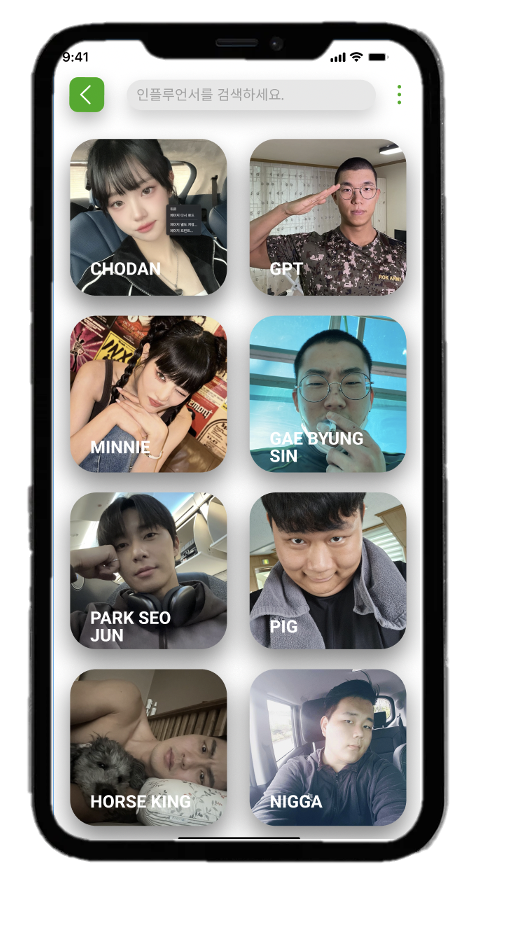 9:41
인플루언서를 검색하세요.
CHODAN
GPT
MINNIE
GAE BYUNG
SIN
PARK SEO
JUN
PIG
HORSE KING
NIGGA